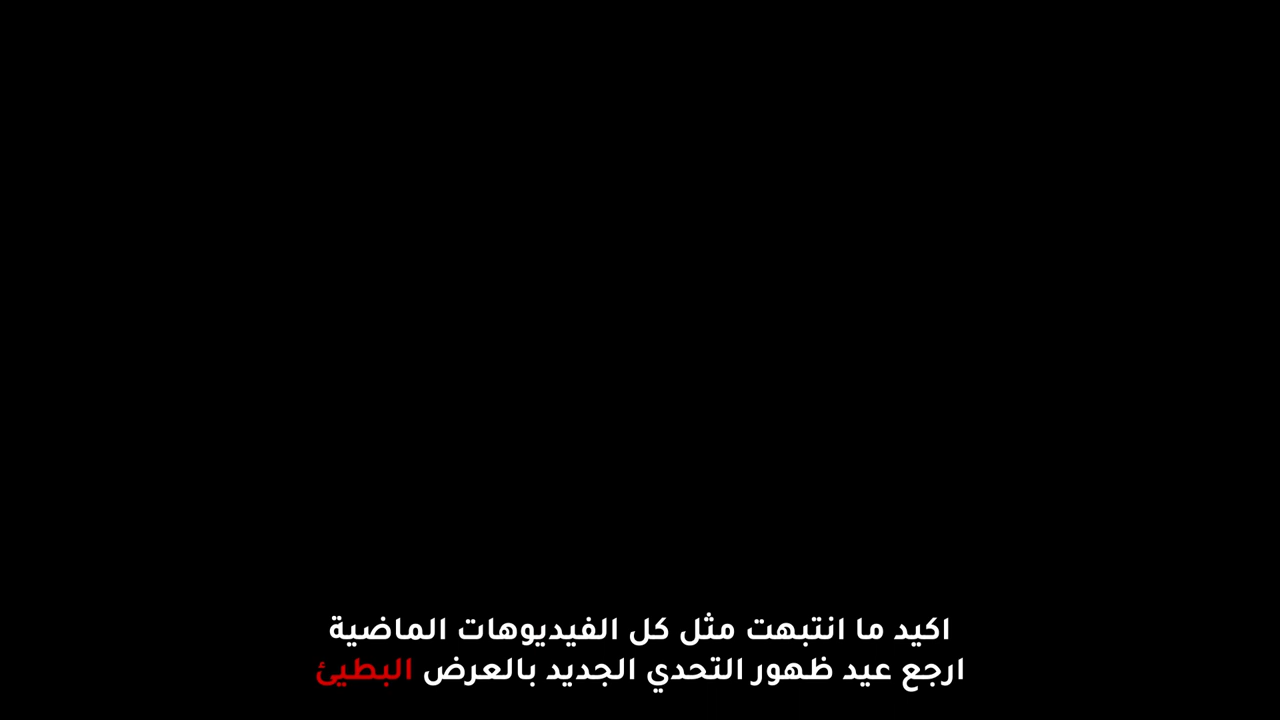 اكيد ما انتبهت مثل كل الفيديوهات الماضية
ارجع عيد ظهور التحدي الجديد بالعرض البطيئ